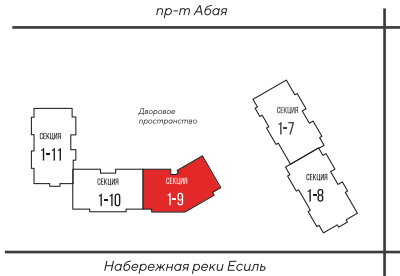 пр-т Абая
Дворовое
пространство
СЕКЦИЯ
1-7
СЕКЦИЯ
1-11
СЕКЦИЯ
1-10
СЕКЦИЯ
1-9
СЕКЦИЯ
1-8
Набережная реки Есиль